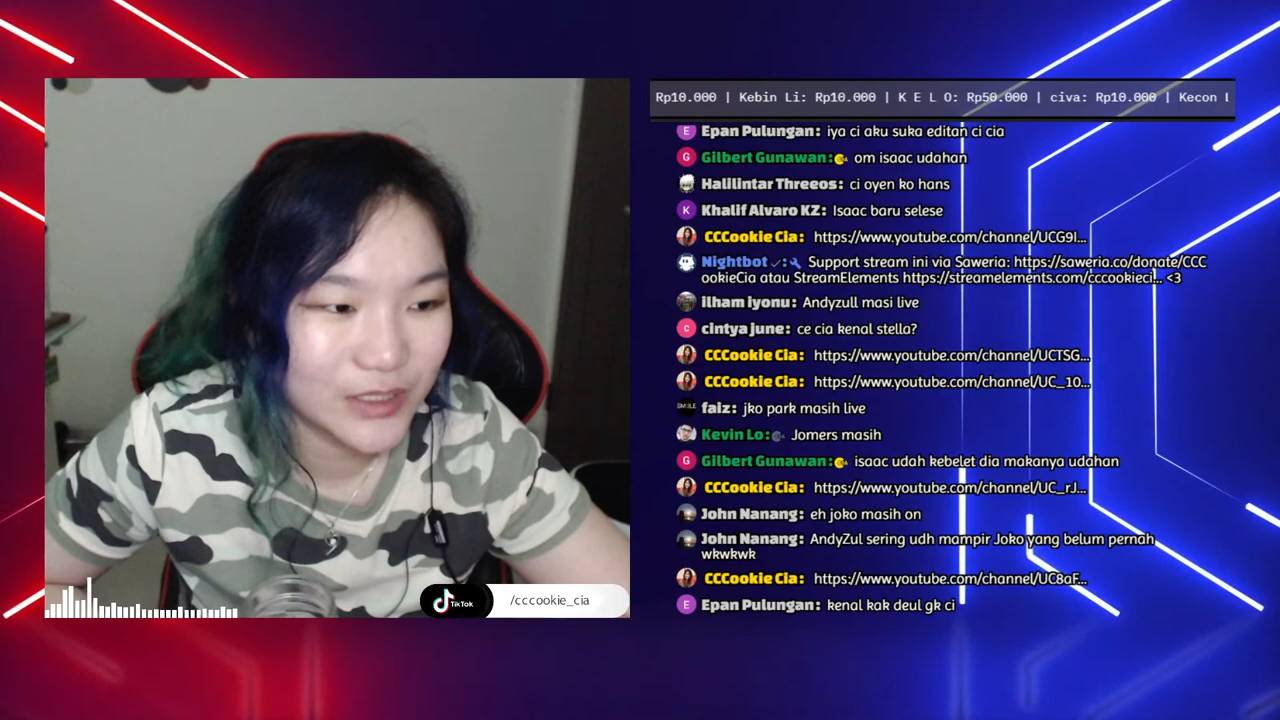 Rp10.000 | Kebin Li: Rp10.000 | K E L O: Rp50.000 | civa: Rp10.000 | Kecon L
E Epan Pulungan: iya ci aku suka editan ci cia
G Gilbert Gunawan: om isaac udahan
Halilintar Threeos: ci oyen ko hans
K Khalif Alvaro KZ: Isaac baru selese
CCCookie Cia: https://www.youtube.com/channel/UCG9I...
Nightbot: Support stream ini via Saweria: https://saweria.co/donate/CCC
ookieCia atau StreamElements https://streamelements.com/cccookieci... <3
ilham iyonu: Andyzull masi live
c cintya june: ce cia kenal stella?
CCCookie Cia: https://www.youtube.com/channel/UCTSG...
CCCookie Cia: https://www.youtube.com/channel/UC_10...
faiz: jko park masih live
Kevin Lo: Jomers masih
G Gilbert Gunawan: isaac udah kebelet dia makanya udahan
CCCookie Cia: https://www.youtube.com/channel/UC_rJ...
John Nanang: eh joko masih on
John Nanang: AndyZul sering udh mampir Joko yang belum pernah
wkwkwk
CCCookie Cia: https://www.youtube.com/channel/UC8aF...
E Epan Pulungan: kenal kak deul gk ci
TikTok /cccookie_cia